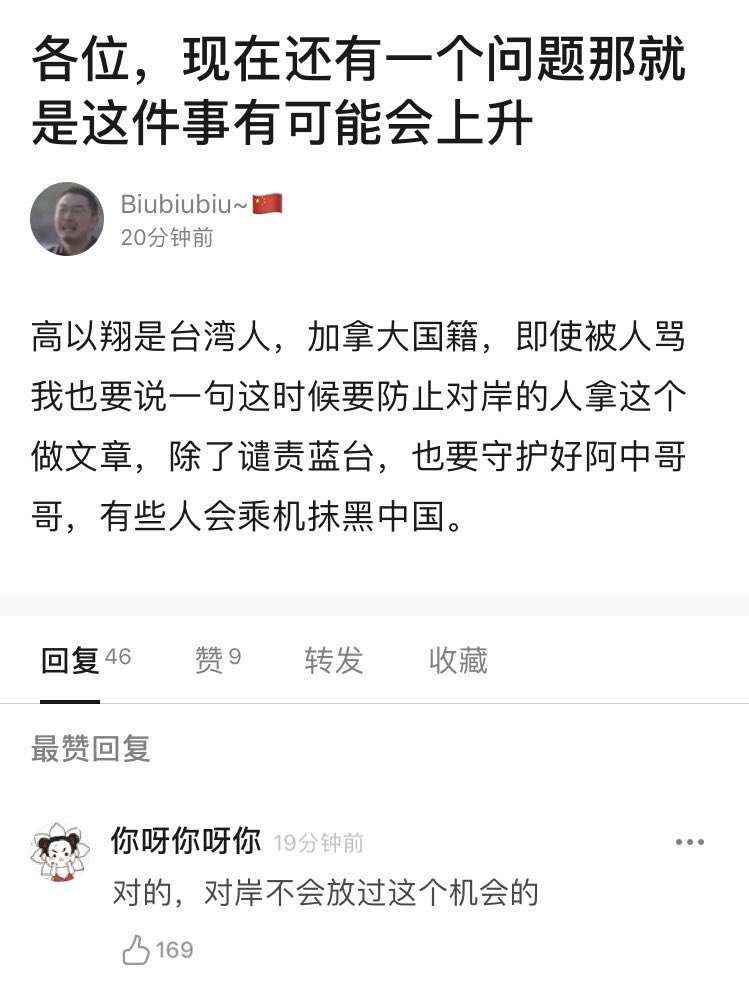 各位，现在还有一个问题那就
是这件事有可能会上升
Biubiubiu~🇨🇳
20分钟前
高以翔是台湾人，加拿大国籍，即使被人骂
我也要说一句这时候要防止对岸的人拿这个
做文章，除了谴责蓝台，也要守护好阿中哥
哥，有些人会乘机抹黑中国。
回复 46 赞 9 转发 收藏
最赞回复
你呀你呀你 19分钟前
对的，对岸不会放过这个机会的
169